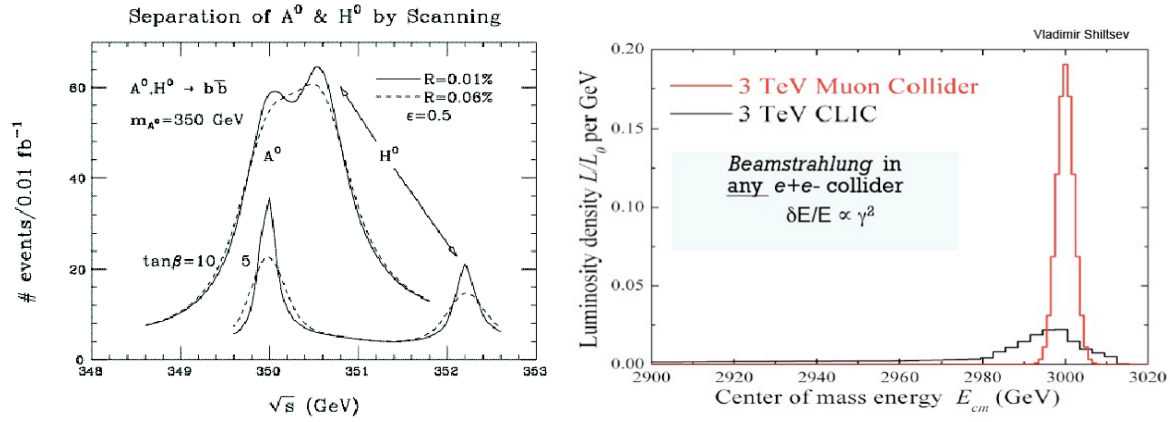 Separation of A⁰ & H⁰ by Scanning
A⁰,H⁰ → bb̅
m_A⁰=350 GeV
R=0.01%
R=0.06%
ε=0.5
A⁰
H⁰
tanβ=10
5
# events/0.01 fb⁻¹
60
40
20
0
348
349
350
351
352
353
√s (GeV)
Vladimir Shiltsev
3 TeV Muon Collider
3 TeV CLIC
Beamstrahlung in
any e+e- collider
δE/E ∝ γ²
Luminosity density L/L₀ per GeV
0.20
0.15
0.10
0.05
0.00
2900
2920
2940
2960
2980
3000
3020
Center of mass energy E_cm (GeV)